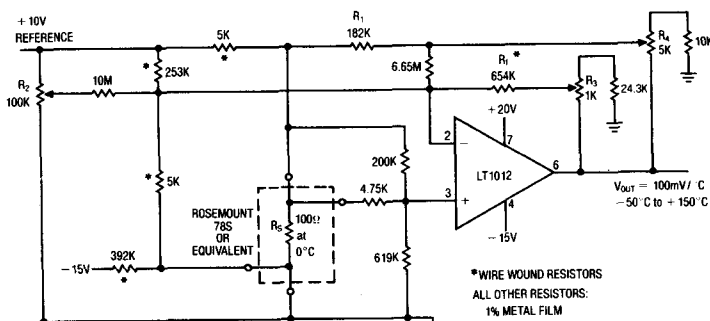 + 10V
REFERENCE
5K
*
R1
182K
*
R4
5K
10K
* 253K
6.65M
Rf
654K
R3
1K
24.3K
R2
100K
10M
+20V
2
−
7
200K
LT1012
6
* 5K
4.75K
3
+
4
VOUT = 100mV/°C
−50°C to +150°C
ROSEMOUNT
78S
OR
EQUIVALENT
RS
100Ω
at
0°C
−15V
−15V
392K
*
619K
*WIRE WOUND RESISTORS
ALL OTHER RESISTORS:
1% METAL FILM